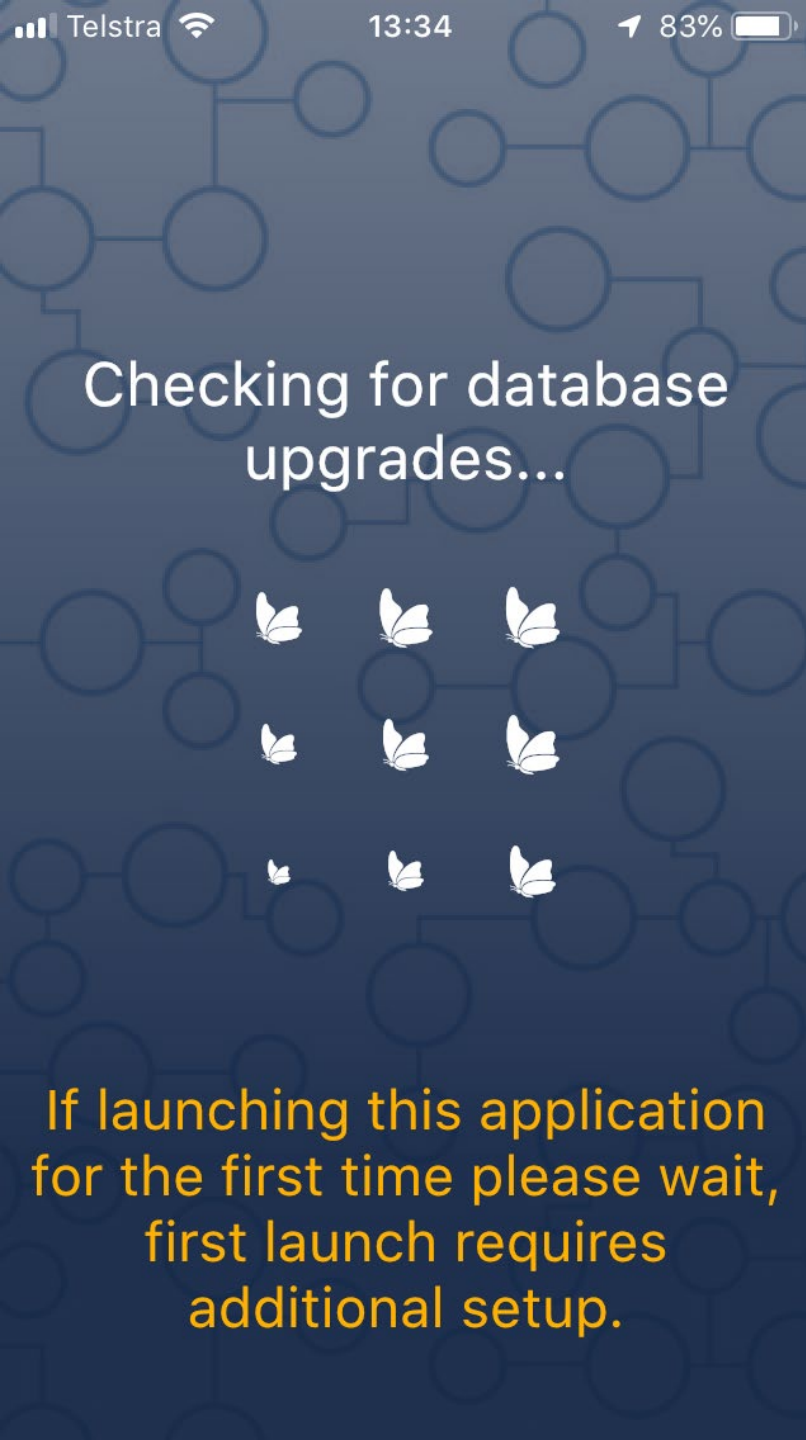 Telstra 13:34 83%
Checking for database
upgrades...
If launching this application
for the first time please wait,
first launch requires
additional setup.